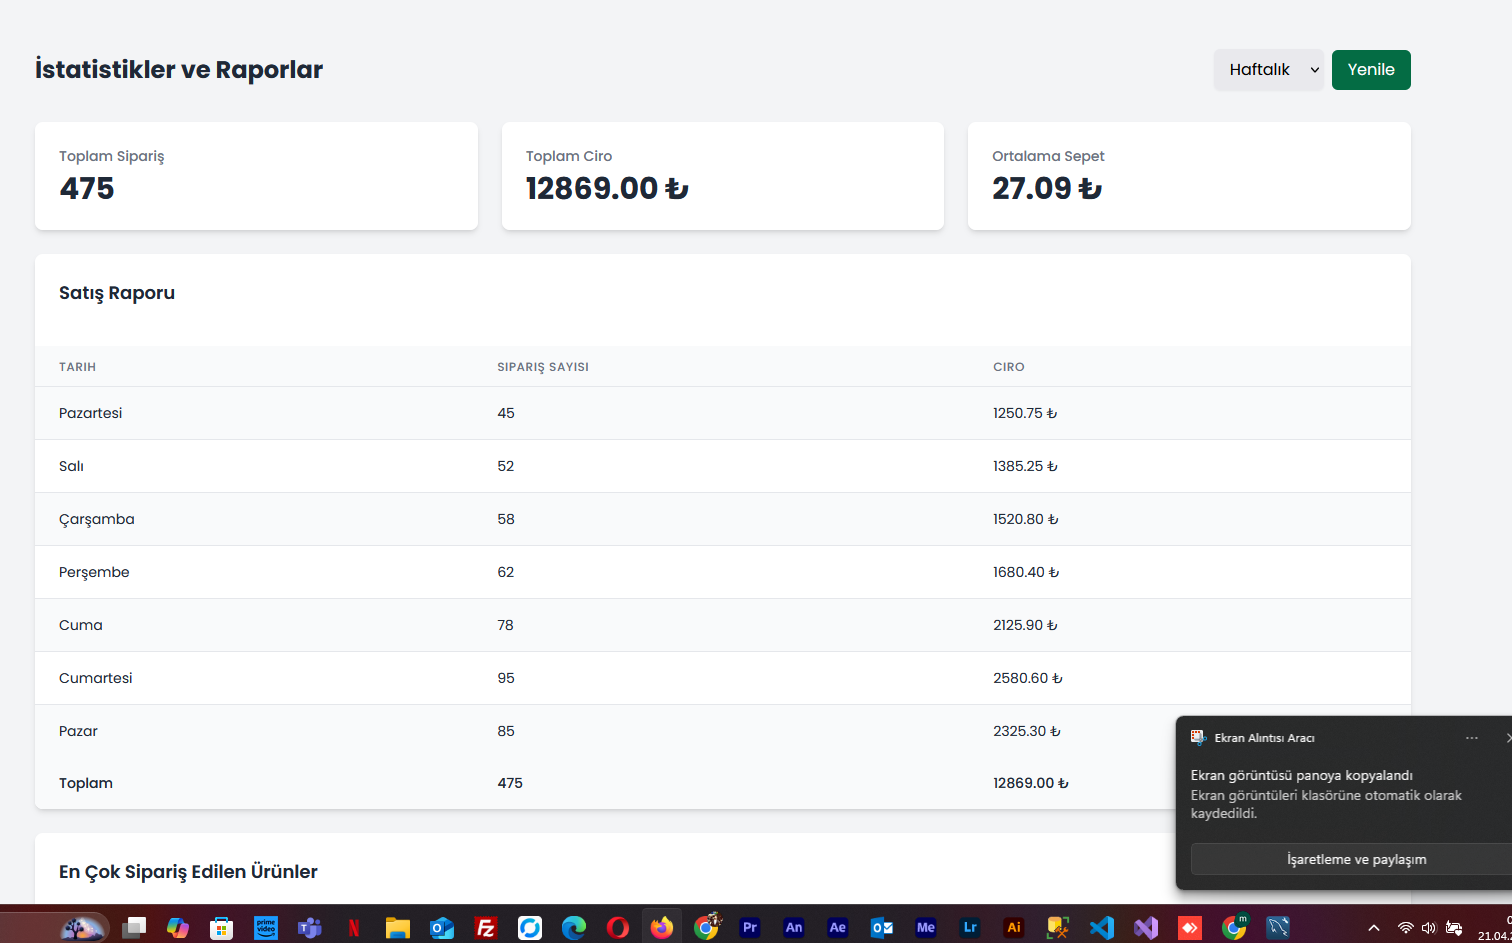 İstatistikler ve Raporlar
Haftalık
Yenile
Toplam Sipariş
475
Toplam Ciro
12869.00 ₺
Ortalama Sepet
27.09 ₺
Satış Raporu
TARIH SIPARIŞ SAYISI CIRO
Pazartesi 45 1250.75 ₺
Salı 52 1385.25 ₺
Çarşamba 58 1520.80 ₺
Perşembe 62 1680.40 ₺
Cuma 78 2125.90 ₺
Cumartesi 95 2580.60 ₺
Pazar 85 2325.30 ₺
Toplam 475 12869.00 ₺
En Çok Sipariş Edilen Ürünler
Ekran Alıntısı Aracı
Ekran görüntüsü panoya kopyalandı
Ekran görüntüleri klasörüne otomatik olarak
kaydedildi.
İşaretleme ve paylaşım
prime video
Pr An Ae Me Lr Ai
m
21.04.